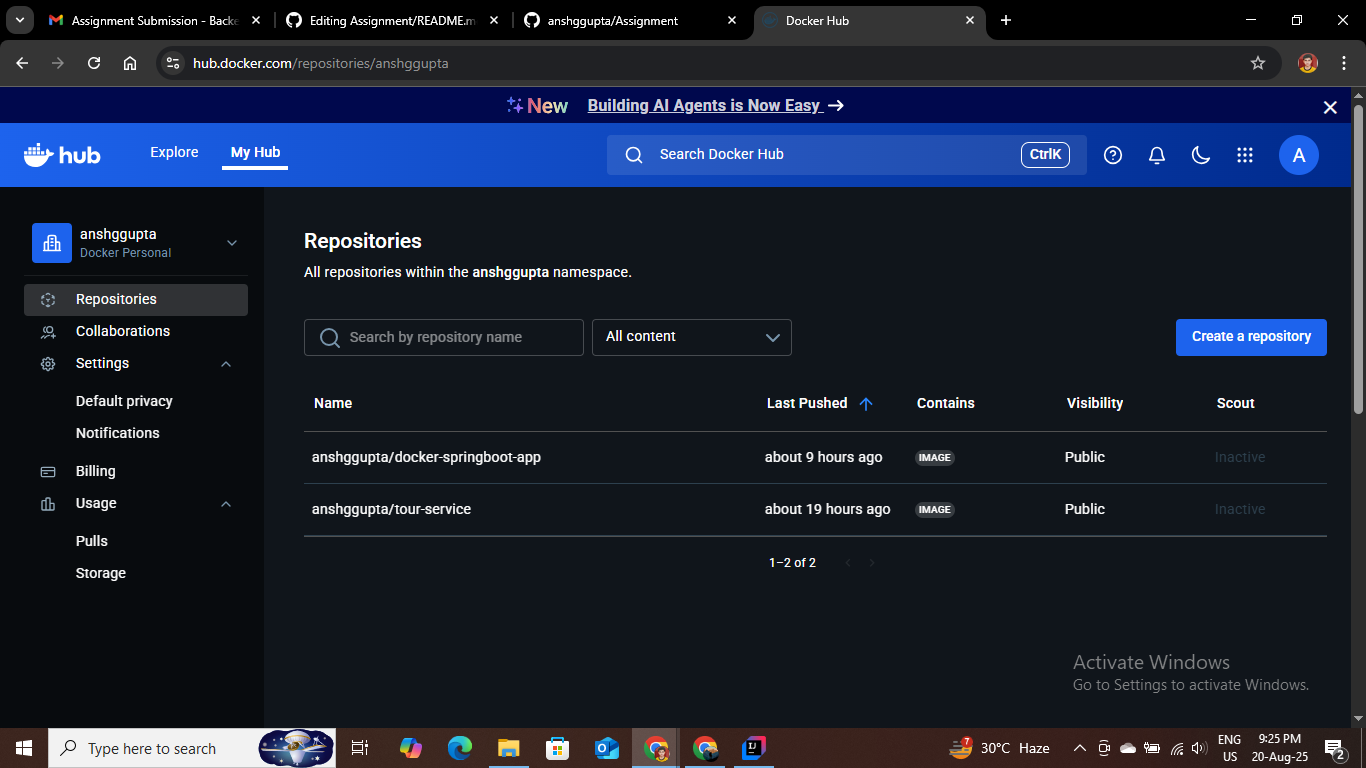 Assignment Submission - Backe
Editing Assignment/README.m
anshggupta/Assignment
Docker Hub
hub.docker.com/repositories/anshggupta
New Building AI Agents is Now Easy →
hub
Explore
My Hub
Search Docker Hub
CtrlK
A
anshggupta
Docker Personal
Repositories
Collaborations
Settings
Default privacy
Notifications
Billing
Usage
Pulls
Storage
Repositories
All repositories within the anshggupta namespace.
Search by repository name
All content
Create a repository
Name Last Pushed Contains Visibility Scout
anshggupta/docker-springboot-app about 9 hours ago IMAGE Public Inactive
anshggupta/tour-service about 19 hours ago IMAGE Public Inactive
1–2 of 2
Activate Windows
Go to Settings to activate Windows.
Type here to search
7
30°C Haze
ENG
US
9:25 PM
20-Aug-25
2